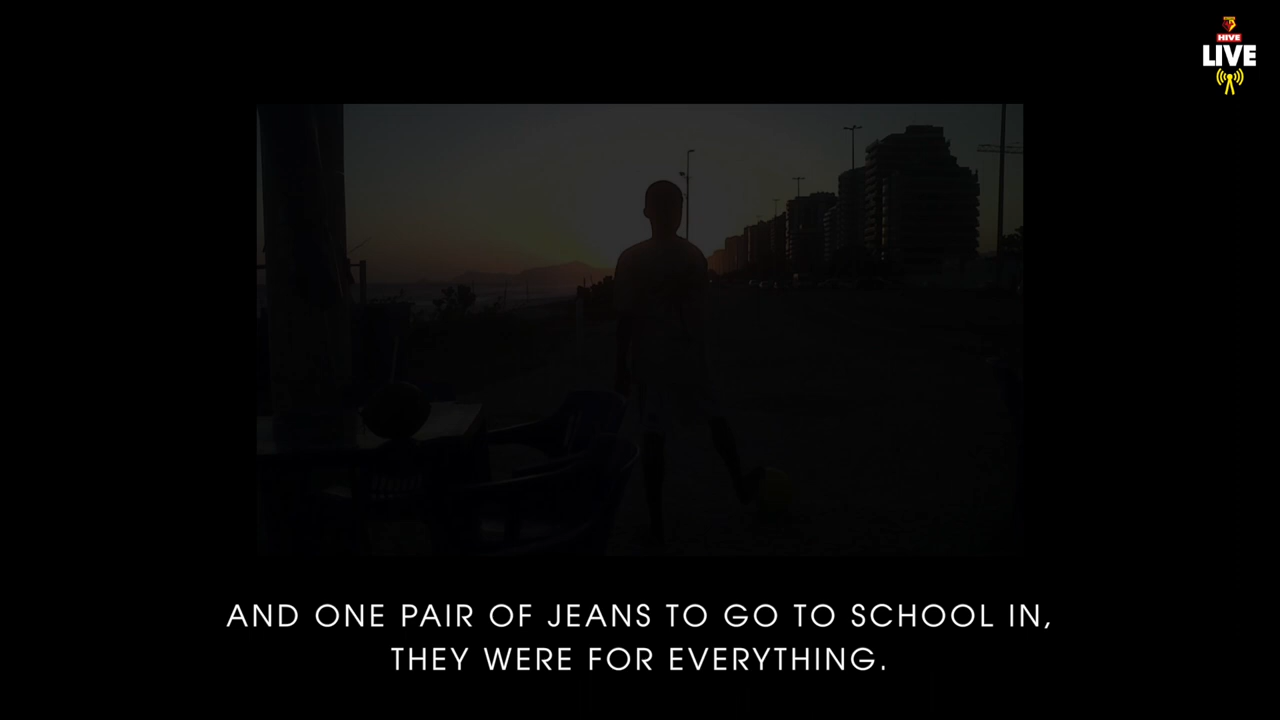 HIVE
LIVE
AND ONE PAIR OF JEANS TO GO TO SCHOOL IN,
THEY WERE FOR EVERYTHING.